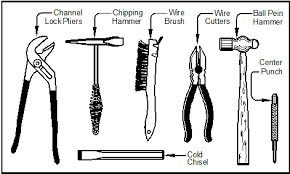 Channel
Lock Pliers
Chipping
Hammer
Wire
Brush
Wire
Cutters
Ball Pein
Hammer
Center
Punch
Cold
Chisel